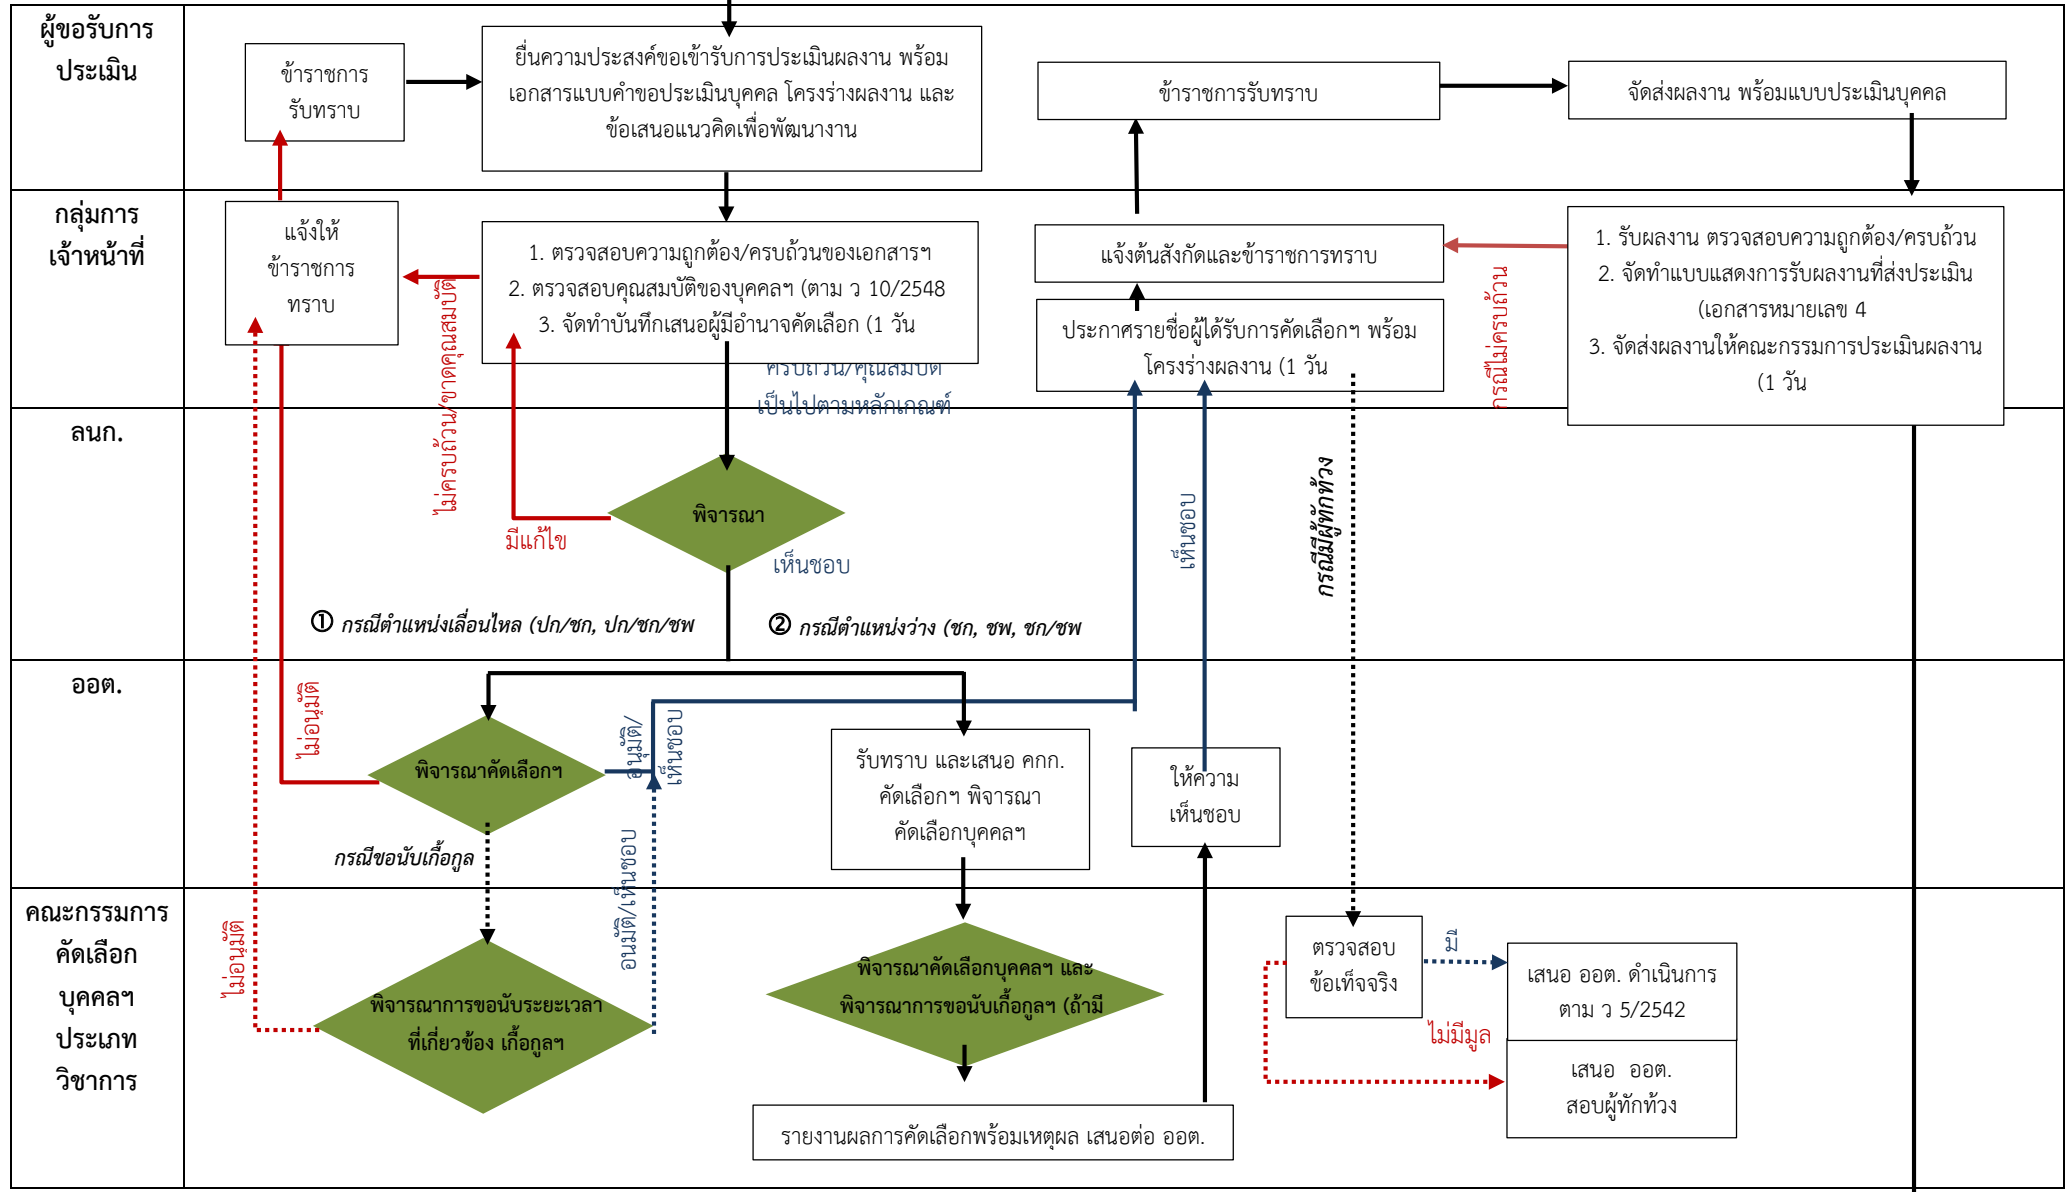 ผู้ขอรับการ
ประเมิน
ข้าราชการ
รับทราบ
ยื่นความประสงค์ขอเข้ารับการประเมินผลงาน พร้อม
เอกสารแบบคำขอประเมินบุคคล โครงร่างผลงาน และ
ข้อเสนอแนวคิดเพื่อพัฒนางาน
ข้าราชการรับทราบ
จัดส่งผลงาน พร้อมแบบประเมินบุคคล
กลุ่มการ
เจ้าหน้าที่
แจ้งให้
ข้าราชการ
ทราบ
ไม่ครบถ้วน/ขาดคุณสมบัติ
1. ตรวจสอบความถูกต้อง/ครบถ้วนของเอกสารฯ
2. ตรวจสอบคุณสมบัติของบุคคลฯ (ตาม ว 10/2548
3. จัดทำบันทึกเสนอผู้มีอำนาจคัดเลือก (1 วัน
ครบถ้วน/คุณสมบัติ
เป็นไปตามหลักเกณฑ์
แจ้งต้นสังกัดและข้าราชการทราบ
ประกาศรายชื่อผู้ได้รับการคัดเลือกฯ พร้อม
โครงร่างผลงาน (1 วัน
กรณีไม่ครบถ้วน
1. รับผลงาน ตรวจสอบความถูกต้อง/ครบถ้วน
2. จัดทำแบบแสดงการรับผลงานที่ส่งประเมิน
(เอกสารหมายเลข 4
3. จัดส่งผลงานให้คณะกรรมการประเมินผลงาน
(1 วัน
ลนก.
พิจารณา
มีแก้ไข
เห็นชอบ
เห็นชอบ
กรณีมีผู้ทักท้วง
① กรณีตำแหน่งเลื่อนไหล (ปก/ชก, ปก/ชก/ชพ
② กรณีตำแหน่งว่าง (ชก, ชพ, ชก/ชพ
ออต.
ไม่อนุมัติ
พิจารณาคัดเลือกฯ
อนุมัติ/
เห็นชอบ
รับทราบ และเสนอ คกก.
คัดเลือกฯ พิจารณา
คัดเลือกบุคคลฯ
ให้ความ
เห็นชอบ
กรณีขอนับเกื้อกูล
อนุมัติ/เห็นชอบ
คณะกรรมการ
คัดเลือก
บุคคลฯ
ประเภท
วิชาการ
ไม่อนุมัติ
พิจารณาการขอนับระยะเวลา
ที่เกี่ยวข้อง เกื้อกูลฯ
พิจารณาคัดเลือกบุคคลฯ และ
พิจารณาการขอนับเกื้อกูลฯ (ถ้ามี
รายงานผลการคัดเลือกพร้อมเหตุผล เสนอต่อ ออต.
ตรวจสอบ
ข้อเท็จจริง
มี
ไม่มีมูล
เสนอ ออต. ดำเนินการ
ตาม ว 5/2542
เสนอ ออต.
สอบผู้ทักท้วง